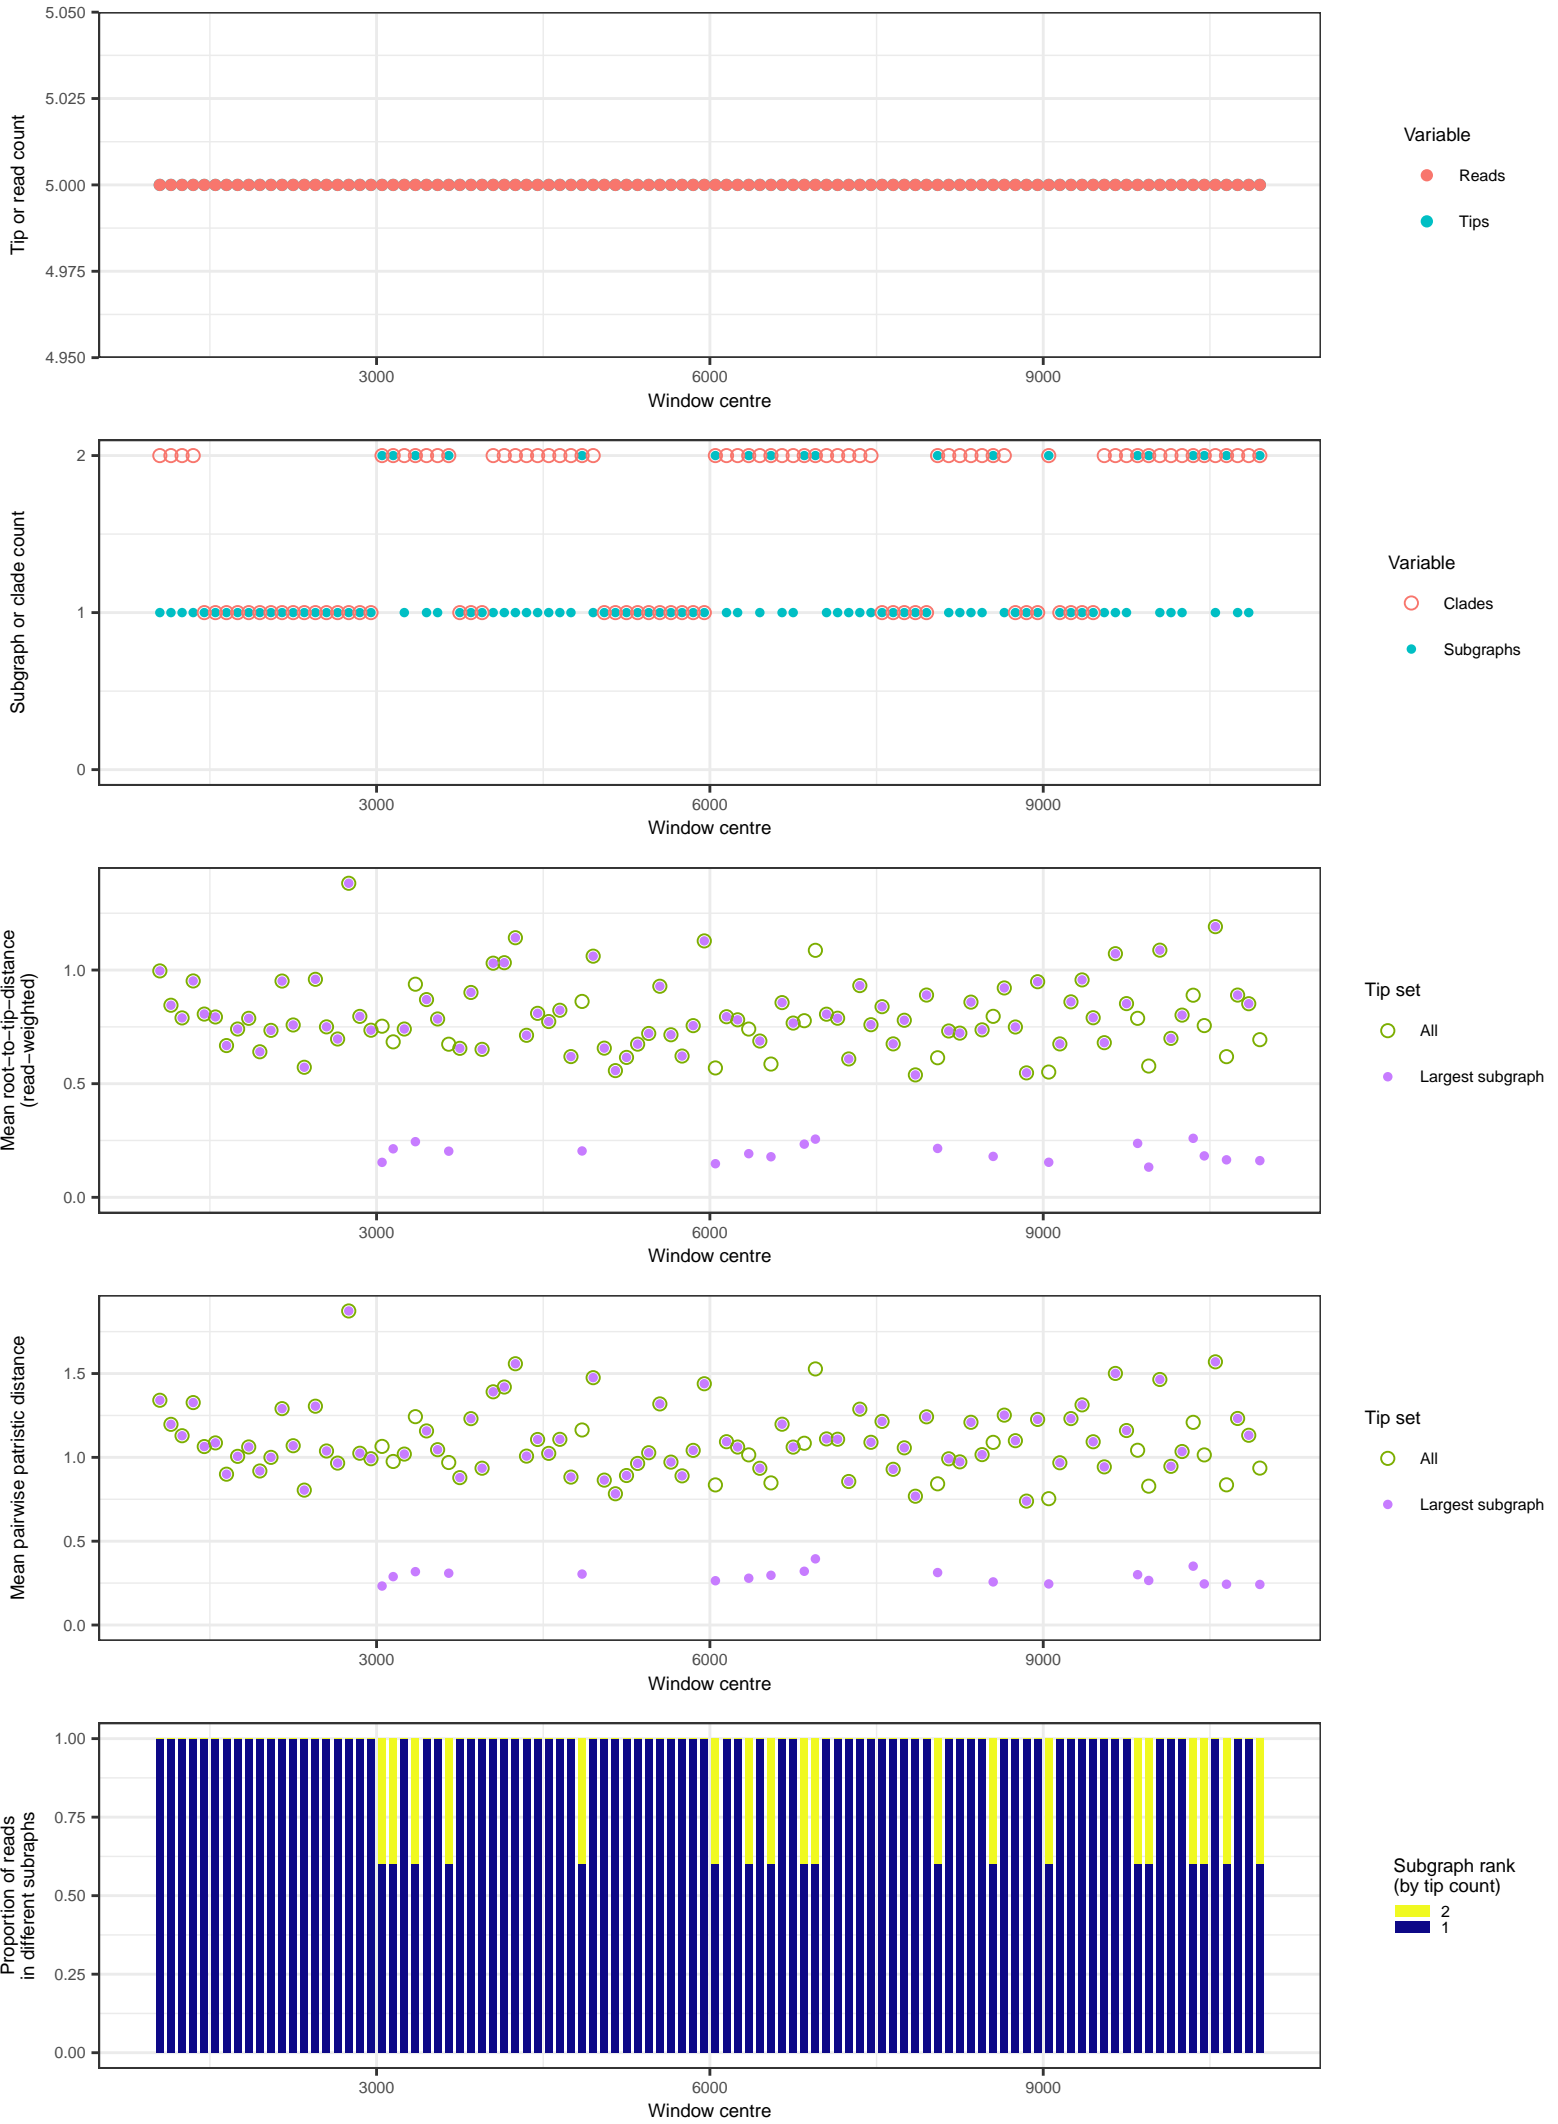 5.050
5.025
5.000
4.975
4.950
Tip or read count
3000
6000
9000
Window centre
Variable
Reads
Tips
2
1
0
Subgraph or clade count
3000
6000
9000
Window centre
Variable
Clades
Subgraphs
1.0
0.5
0.0
Mean root−to−tip−distance
(read−weighted)
3000
6000
9000
Window centre
Tip set
All
Largest subgraph
1.5
1.0
0.5
0.0
Mean pairwise patristic distance
3000
6000
9000
Window centre
Tip set
All
Largest subgraph
1.00
0.75
0.50
0.25
0.00
Proportion of reads
in different subraphs
3000
6000
9000
Window centre
Subgraph rank
(by tip count)
2
1